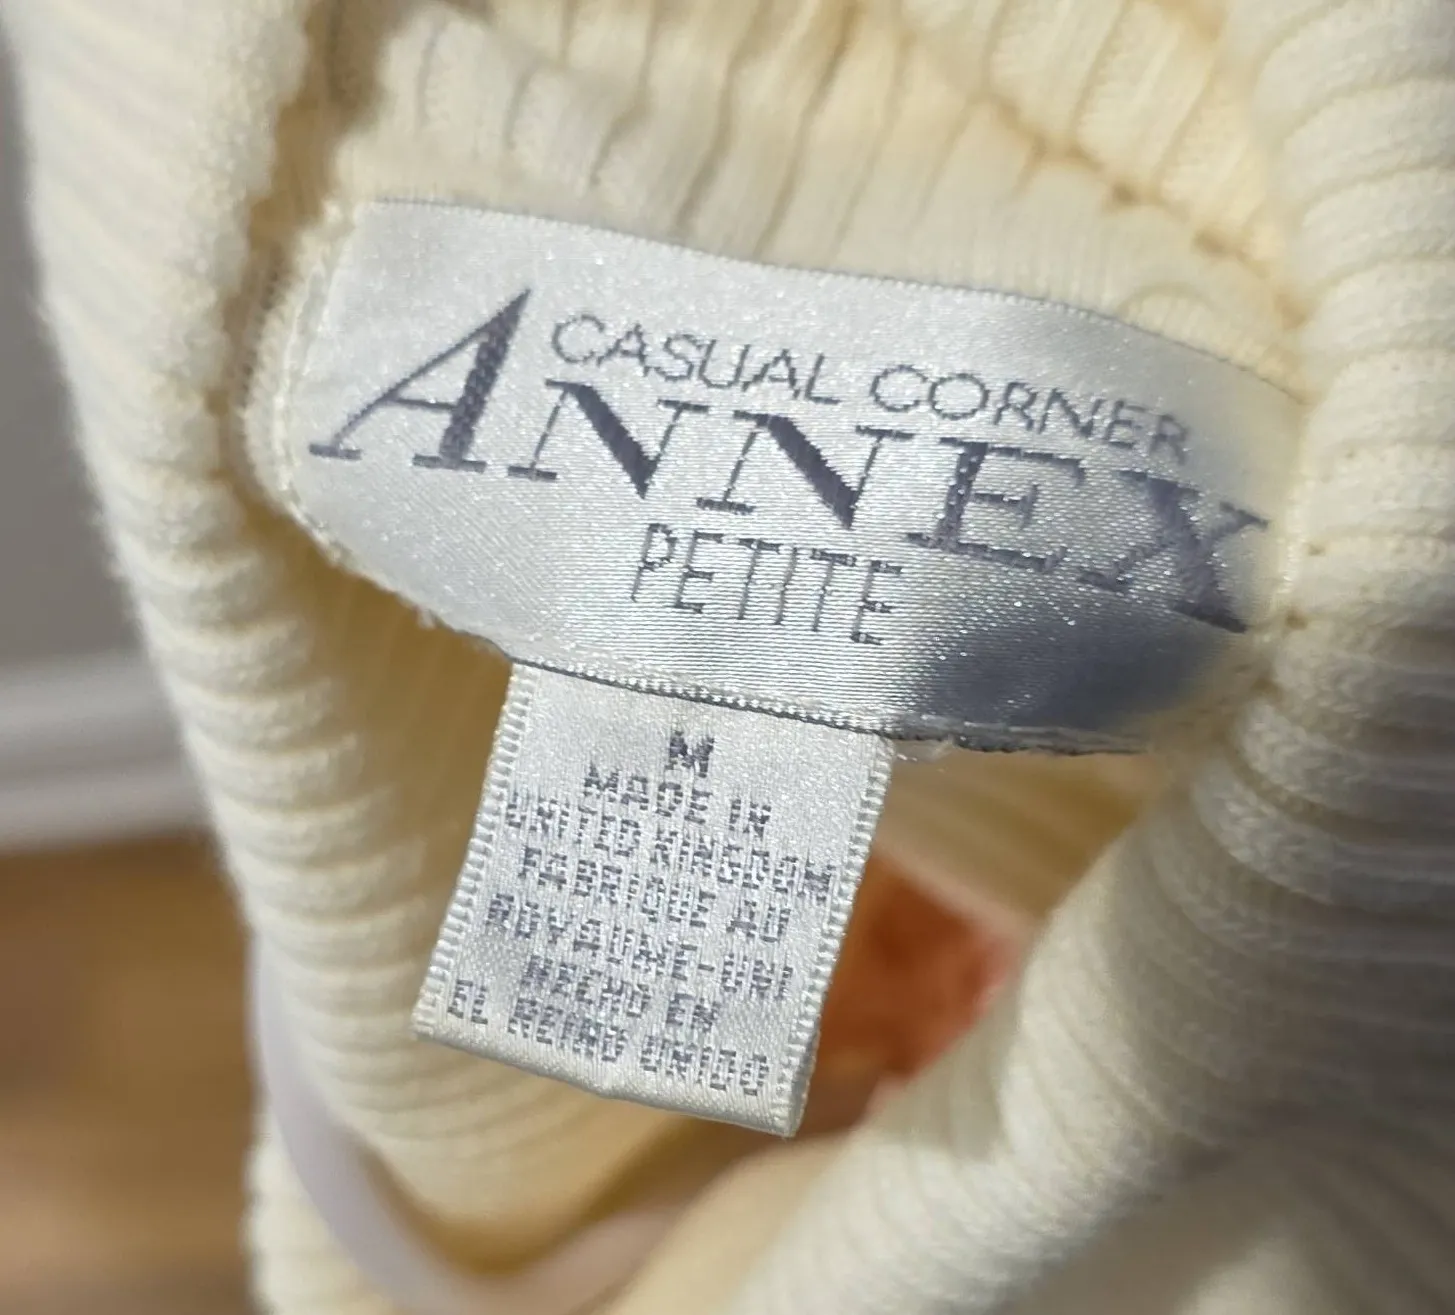 CASUAL CORNER
ANNEX
PETITE
M
MADE IN
UNITED KINGDOM
FABRIQUE AU
ROYAUME-UNI
HECHO EN
EL REINO UNIDO